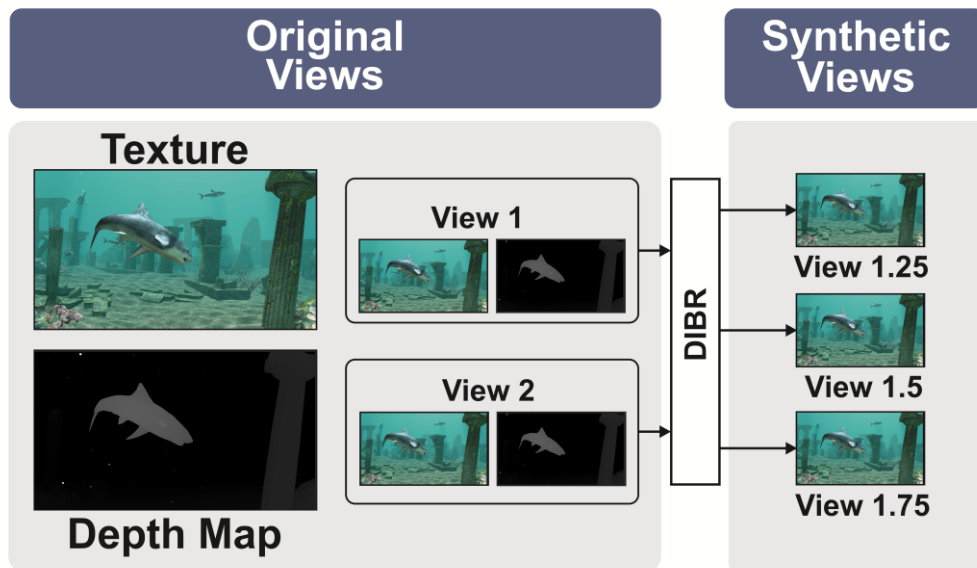 Original
Views
Synthetic
Views
Texture
Depth Map
View 1
View 2
DIBR
View 1.25
View 1.5
View 1.75